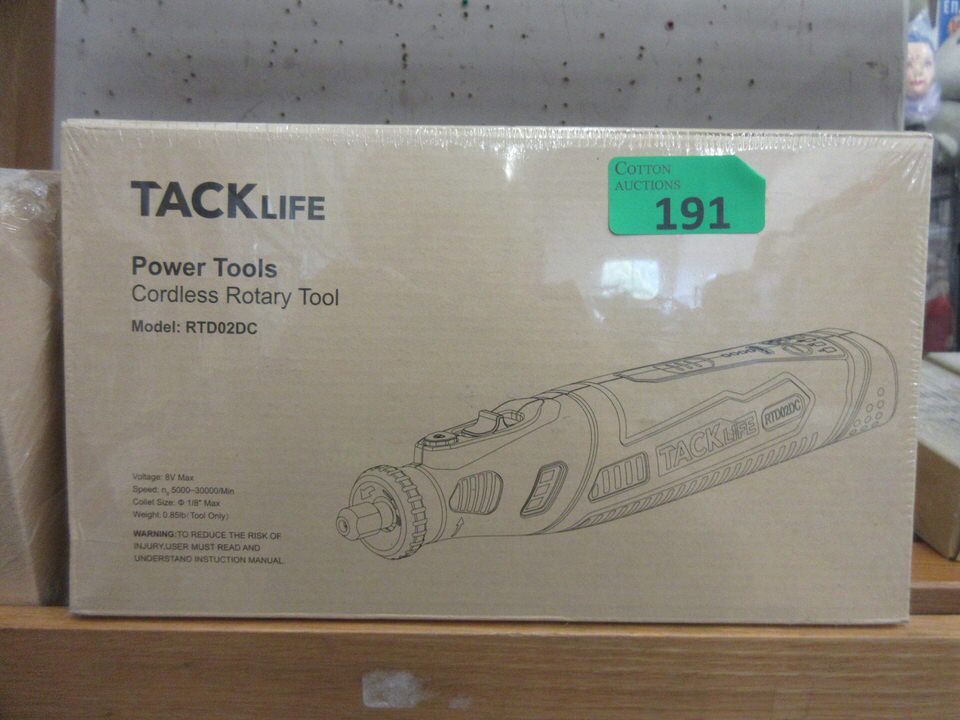 TACKLIFE
COTTON
AUCTIONS
191
Power Tools
Cordless Rotary Tool
Model: RTD02DC
TACK LIFE RTD02DC
Voltage: 8V Max
Speed: n₀ 5000-30000/Min
Collet Size: Φ 1/8" Max
Weight: 0.85lb(Tool Only)
WARNING:TO REDUCE THE RISK OF
INJURY.USER MUST READ AND
UNDERSTAND INSTUCTION MANUAL.